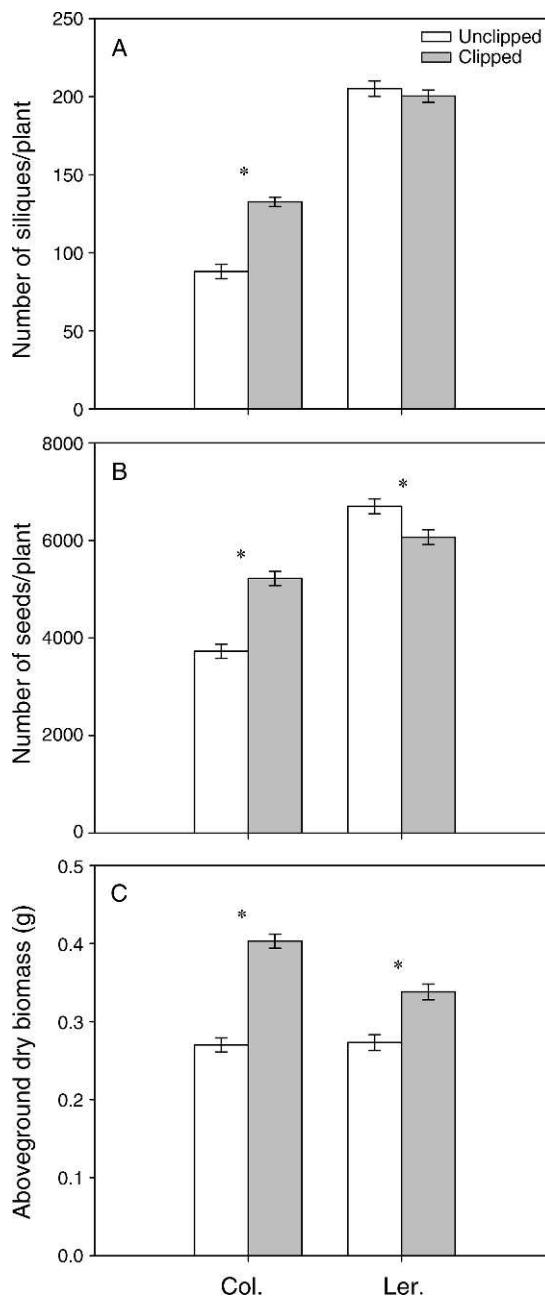 A
Unclipped
Clipped
Number of siliques/plant
250
200
150
100
50
0
*
B
Number of seeds/plant
8000
6000
4000
2000
0
*
*
C
Aboveground dry biomass (g)
0.5
0.4
0.3
0.2
0.1
0.0
*
*
Col.
Ler.